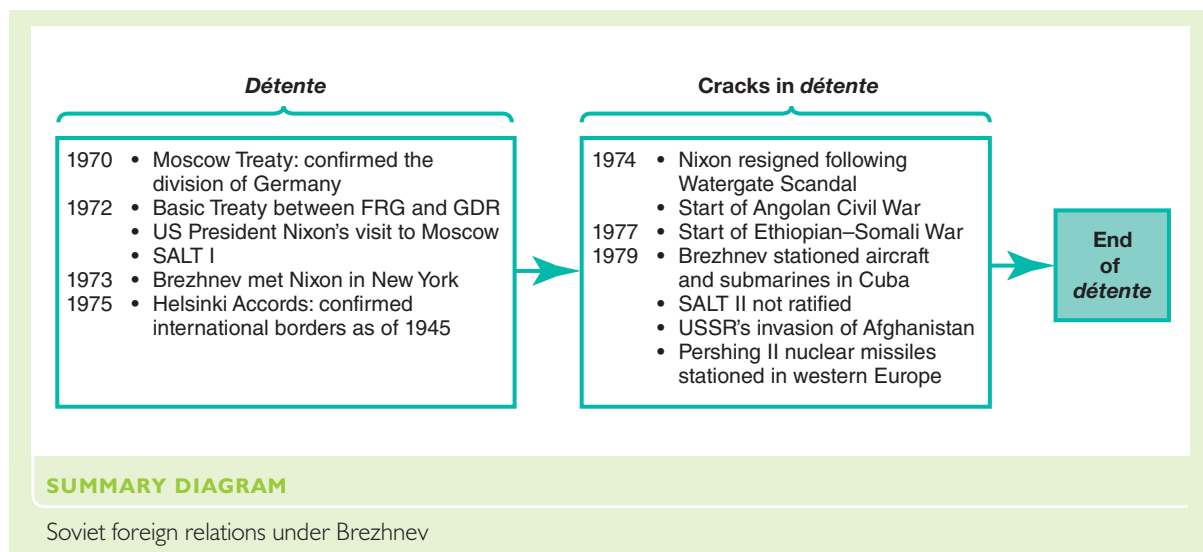 Détente
1970 • Moscow Treaty: confirmed the
division of Germany
1972 • Basic Treaty between FRG and GDR
• US President Nixon’s visit to Moscow
• SALT I
1973 • Brezhnev met Nixon in New York
1975 • Helsinki Accords: confirmed
international borders as of 1945
Cracks in détente
1974 • Nixon resigned following
Watergate Scandal
• Start of Angolan Civil War
1977 • Start of Ethiopian–Somali War
1979 • Brezhnev stationed aircraft
and submarines in Cuba
• SALT II not ratified
• USSR’s invasion of Afghanistan
• Pershing II nuclear missiles
stationed in western Europe
End
of
détente
SUMMARY DIAGRAM
Soviet foreign relations under Brezhnev